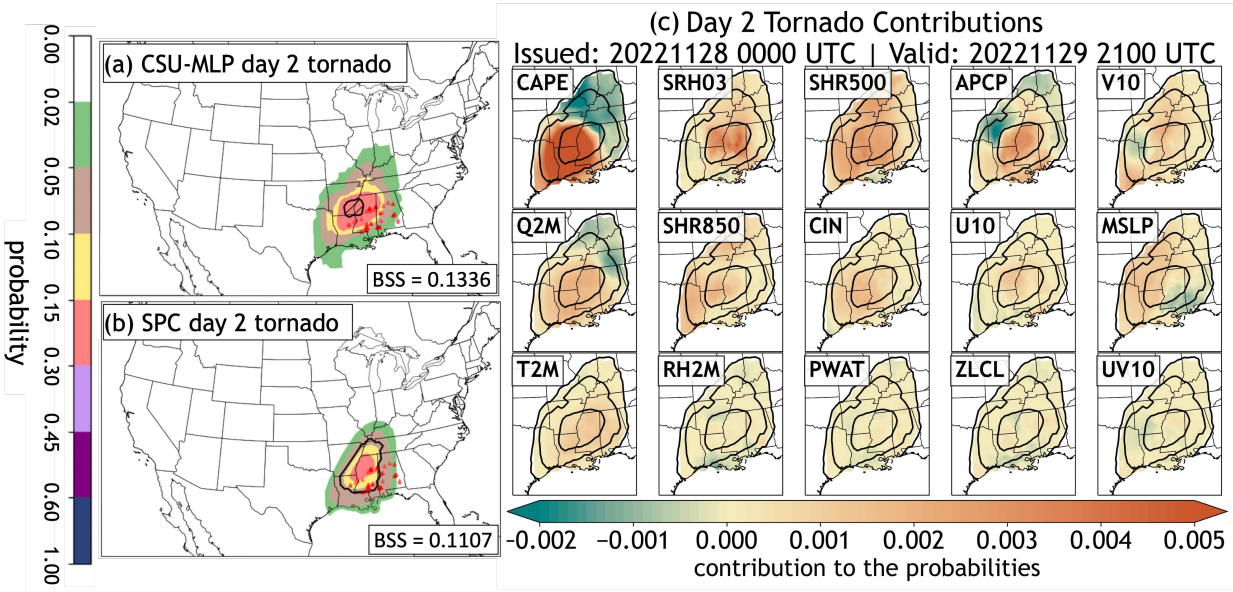 0.00
0.02
0.05
0.10
0.15
0.30
0.45
0.60
1.00
probability
(a) CSU-MLP day 2 tornado
BSS = 0.1336
(b) SPC day 2 tornado
BSS = 0.1107
(c) Day 2 Tornado Contributions
Issued: 20221128 0000 UTC | Valid: 20221129 2100 UTC
CAPE SRH03 SHR500 APCP V10
Q2M SHR850 CIN U10 MSLP
T2M RH2M PWAT ZLCL UV10
−0.002 −0.001 0.000 0.001 0.002 0.003 0.004 0.005
contribution to the probabilities